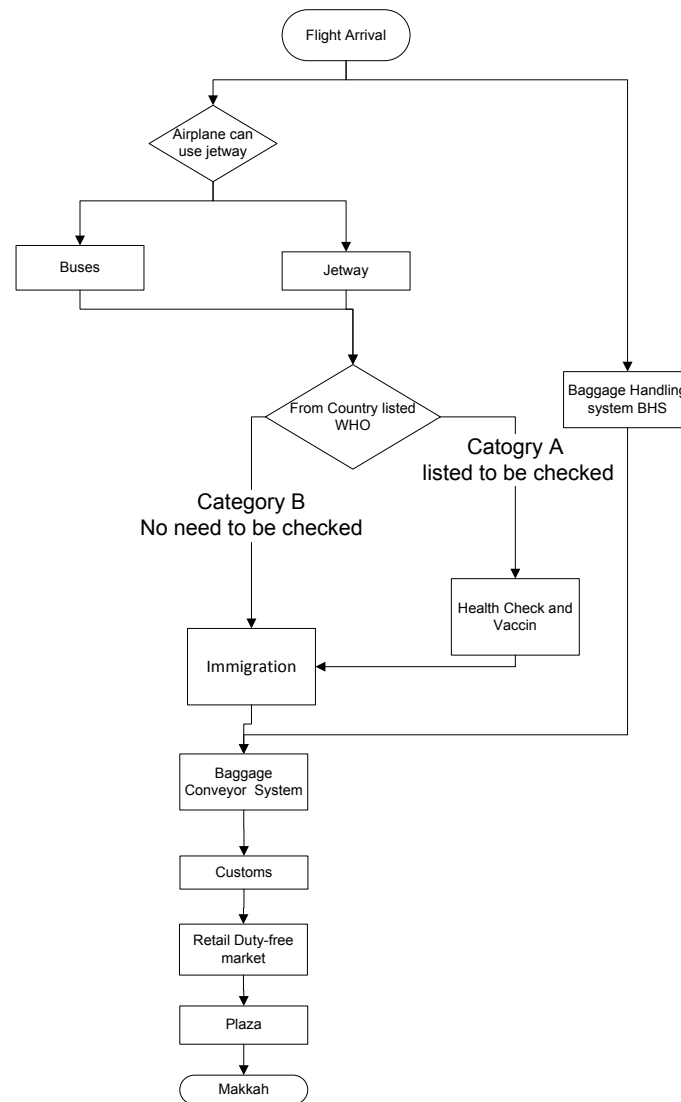 Flight Arrival
Airplane can
use jetway
Buses
Jetway
Baggage Handling
system BHS
From Country listed
WHO
Catogry A
listed to be checked
Category B
No need to be checked
Health Check and
Vaccin
Immigration
Baggage
Conveyor System
Customs
Retail Duty-free
market
Plaza
Makkah